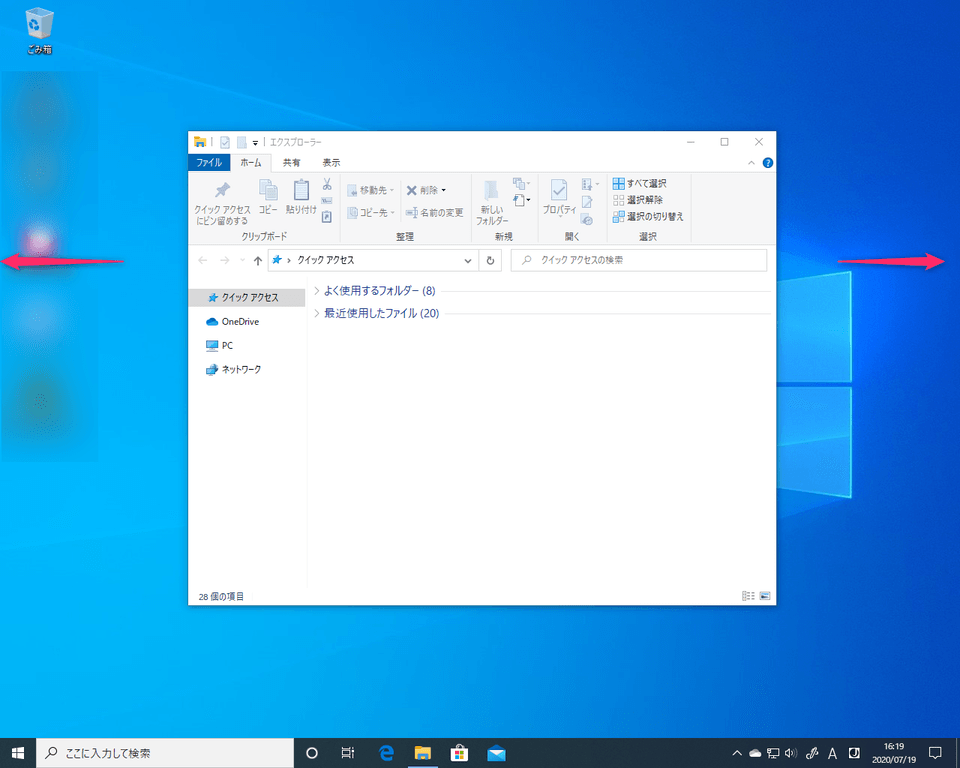 ごみ箱
エクスプローラー
ファイル ホーム 共有 表示
クイック アクセス
にピン留めする
コピー
貼り付け
移動先
コピー先
削除
名前の変更
新しい
フォルダー
プロパティ
すべて選択
選択解除
選択の切り替え
クリップボード 整理 新規 開く 選択
クイック アクセス
クイック アクセスの検索
クイック アクセス
OneDrive
PC
ネットワーク
よく使用するフォルダー (8)
最近使用したファイル (20)
28 個の項目
ここに入力して検索
A
16:19
2020/07/19